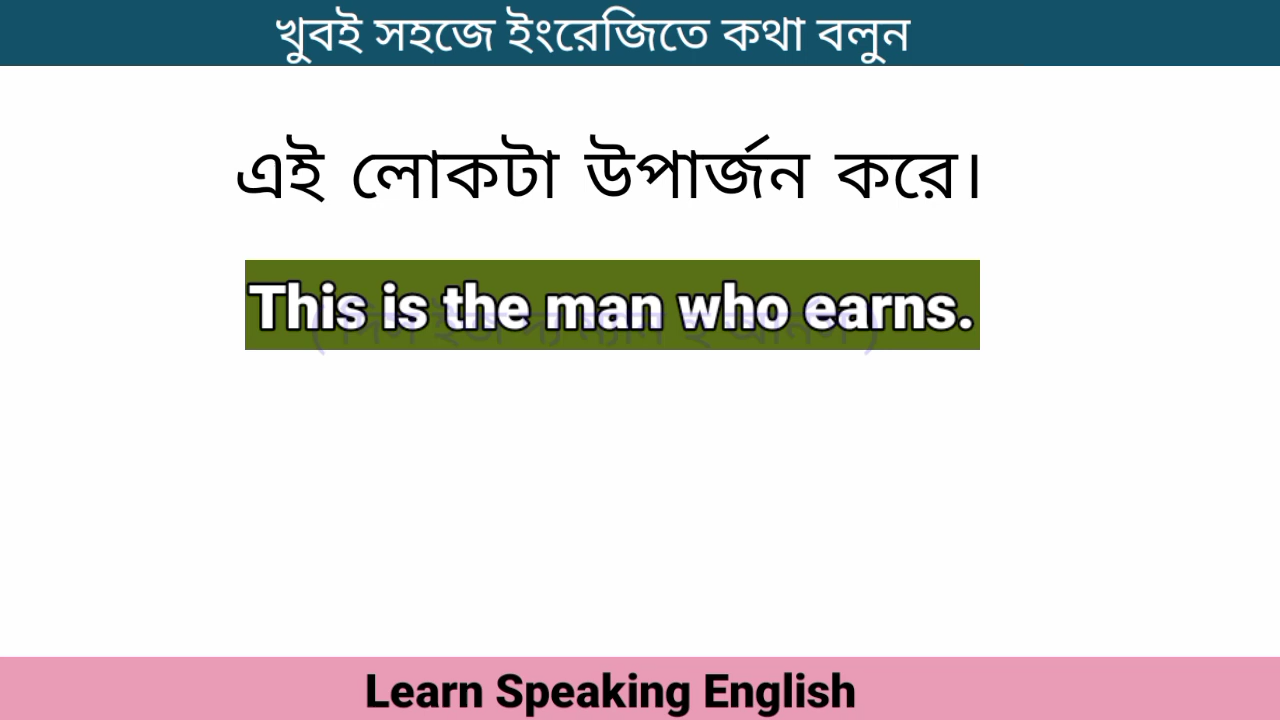 খুবই সহজে ইংরেজিতে কথা বলুন
এই লোকটা উপার্জন করে।
This is the man who earns.
Learn Speaking English